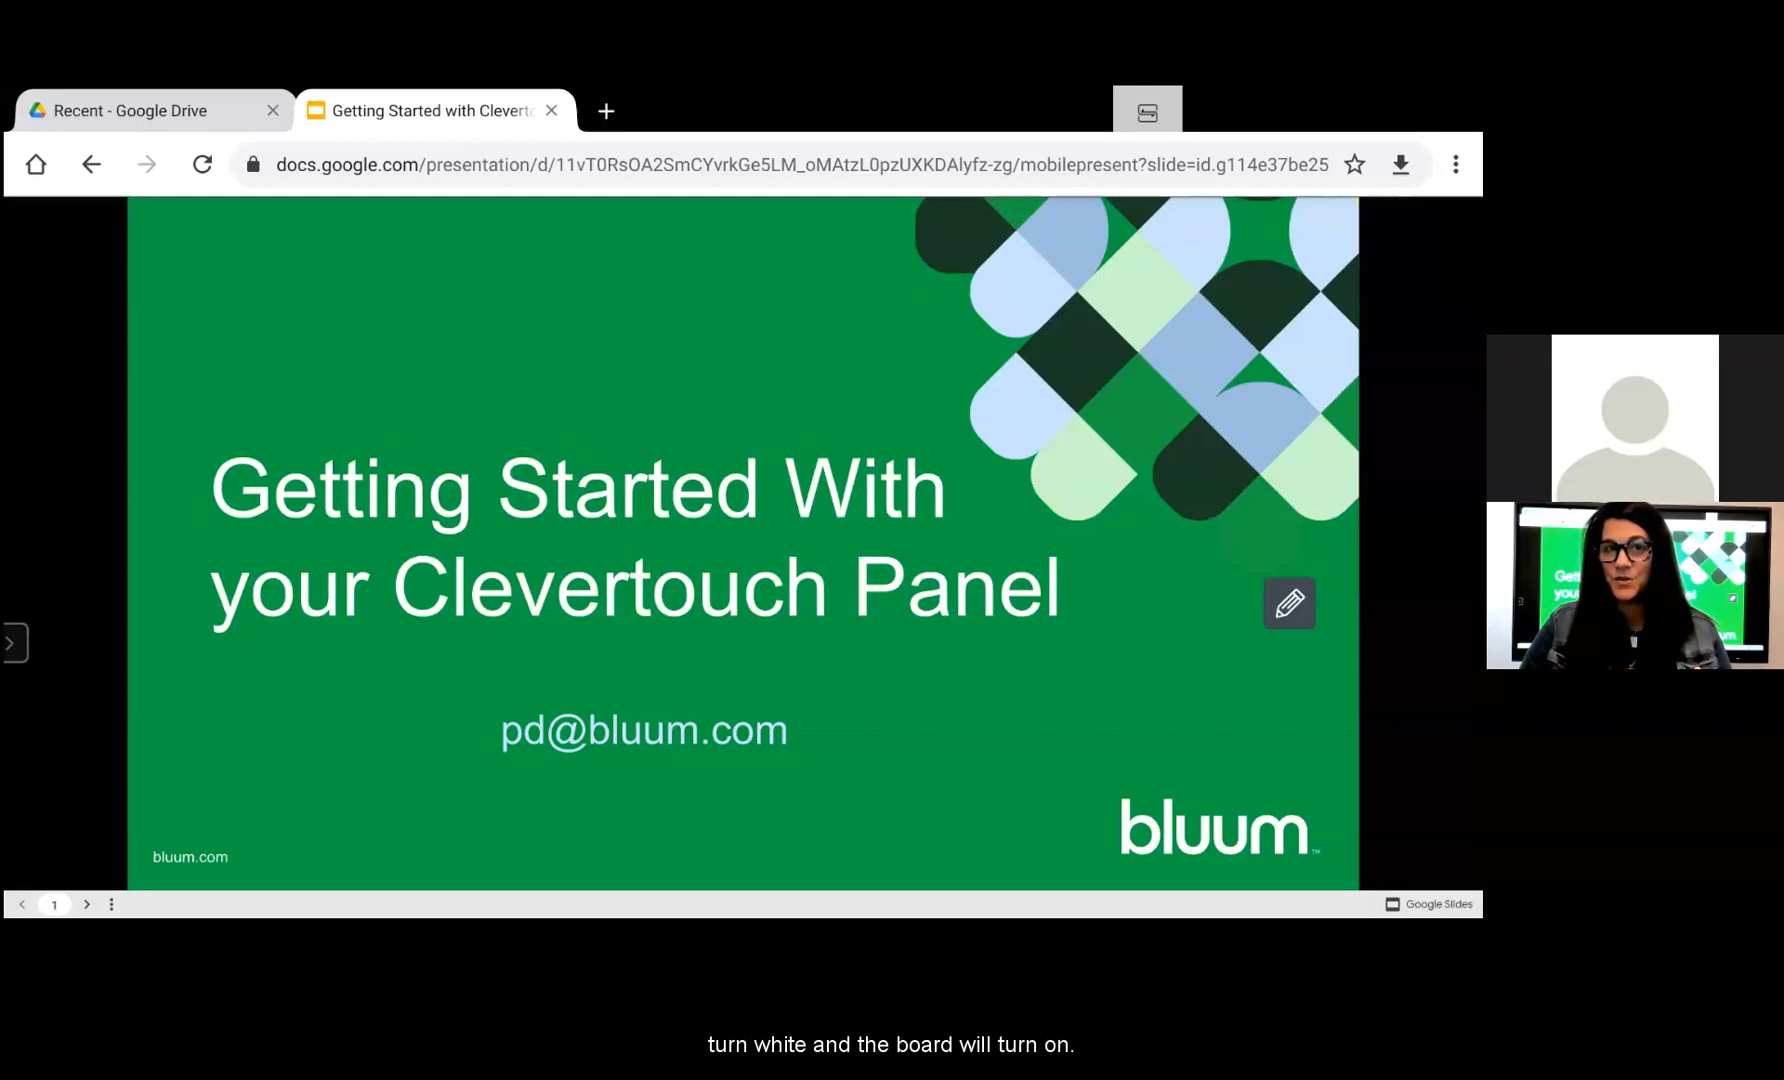 Recent - Google Drive
Getting Started with Cleverto
docs.google.com/presentation/d/11vT0RsOA2SmCYvrkGe5LM_oMAtzL0pzUXKDAlyfz-zg/mobilepresent?slide=id.g114e37be25
Getting Started With
your Clevertouch Panel
pd@bluum.com
bluum™
bluum.com
1
Google Slides
turn white and the board will turn on.